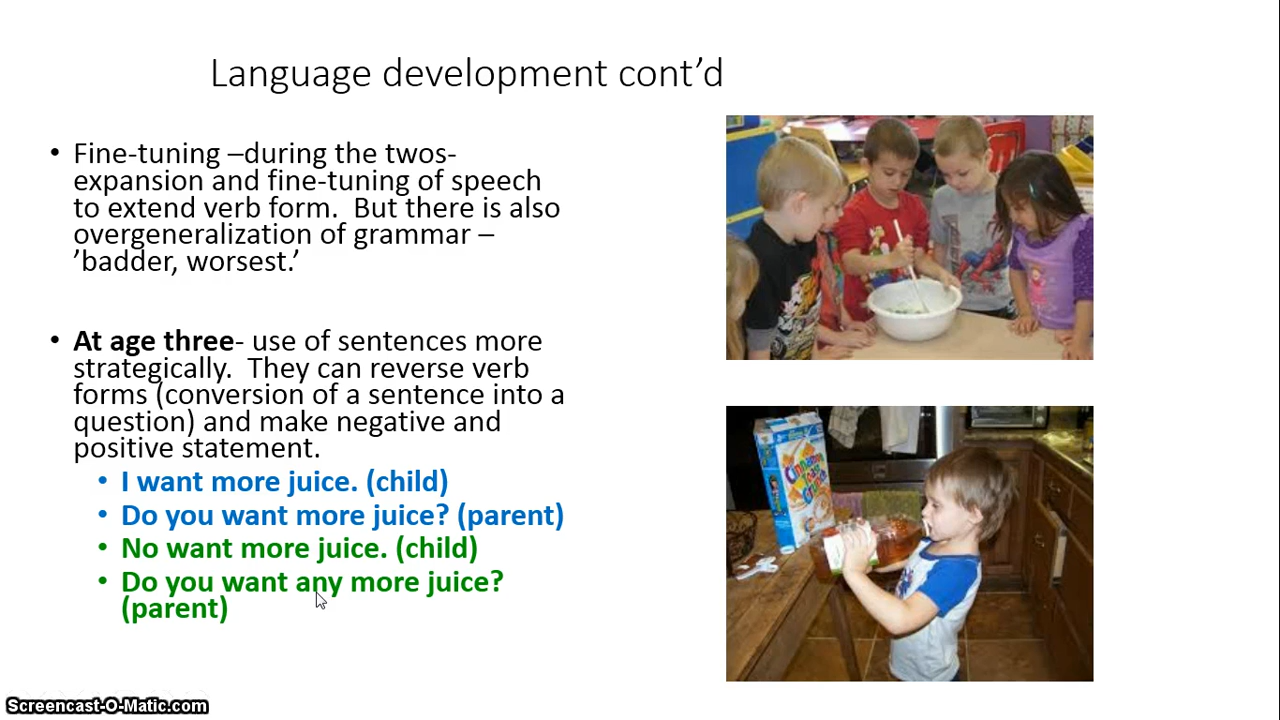 Language development cont’d
• Fine-tuning –during the twos-
expansion and fine-tuning of speech
to extend verb form.  But there is also
overgeneralization of grammar –
’badder, worsest.’
• At age three- use of sentences more
strategically.  They can reverse verb
forms (conversion of a sentence into a
question) and make negative and
positive statement.
• I want more juice. (child)
• Do you want more juice? (parent)
• No want more juice. (child)
• Do you want any more juice?
(parent)
Cinnamon
Toast
Crunch
Screencast-O-Matic.com